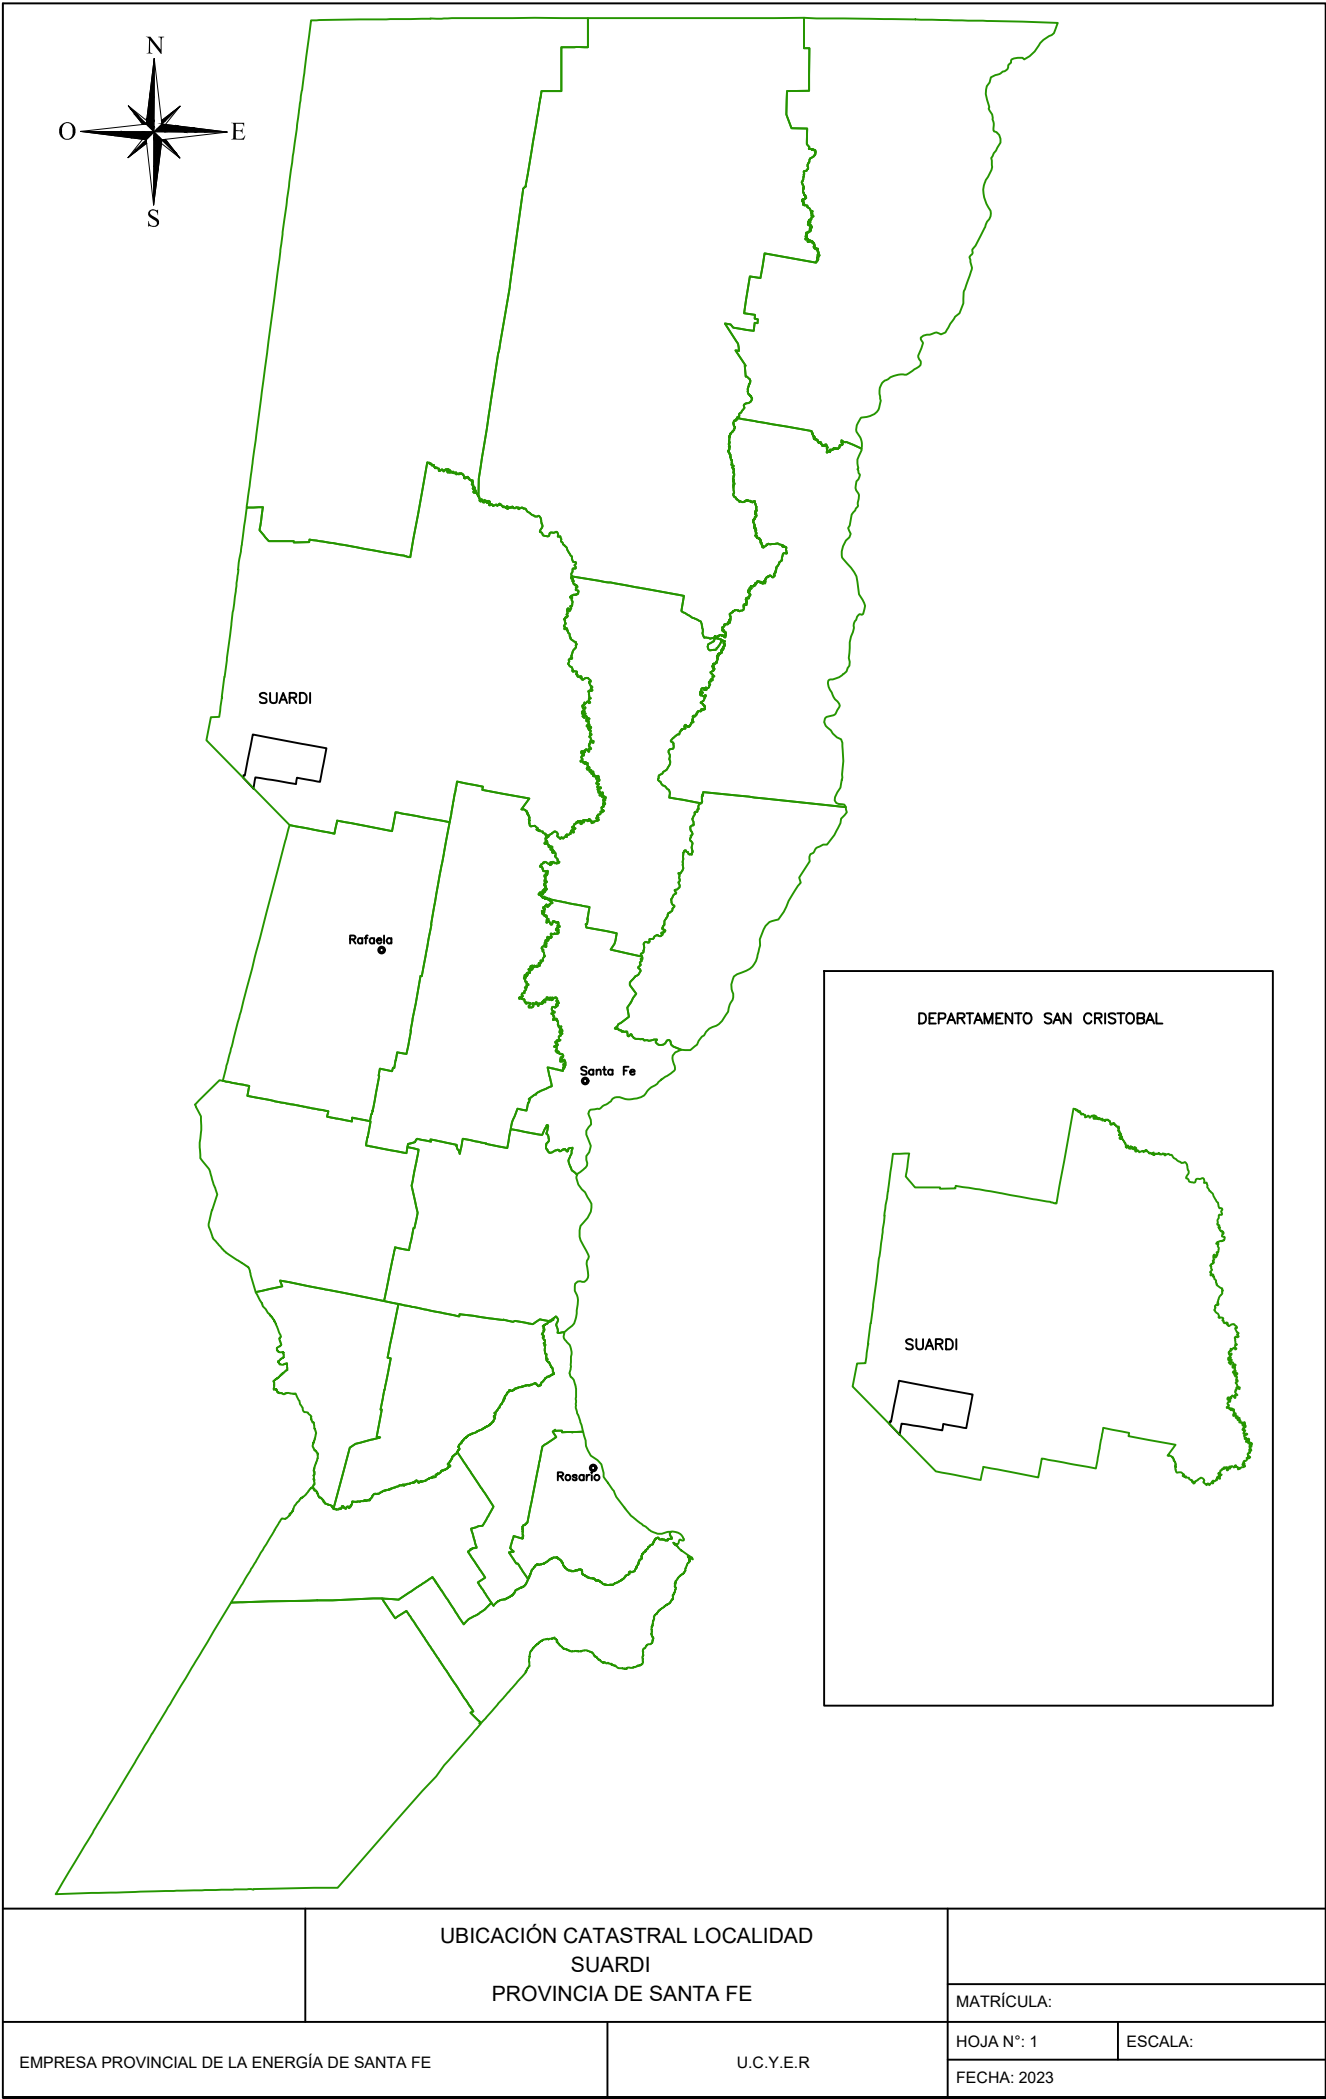 N
O
E
S
SUARDI
Rafaela
Santa Fe
Rosario
DEPARTAMENTO SAN CRISTOBAL
SUARDI
UBICACIÓN CATASTRAL LOCALIDAD
SUARDI
PROVINCIA DE SANTA FE
MATRÍCULA:
EMPRESA PROVINCIAL DE LA ENERGÍA DE SANTA FE
U.C.Y.E.R
HOJA N°: 1
ESCALA:
FECHA: 2023